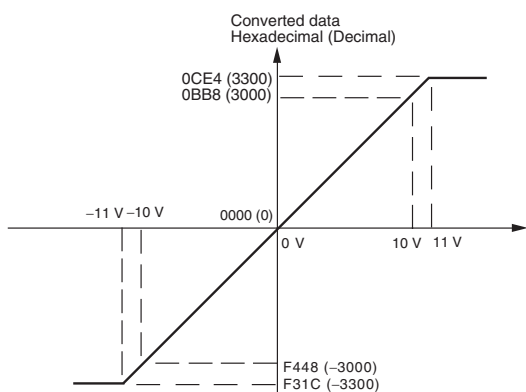 Converted data
Hexadecimal (Decimal)
0CE4 (3300)
0BB8 (3000)
−11 V −10 V
0000 (0)
0 V
10 V
11 V
F448 (−3000)
F31C (−3300)